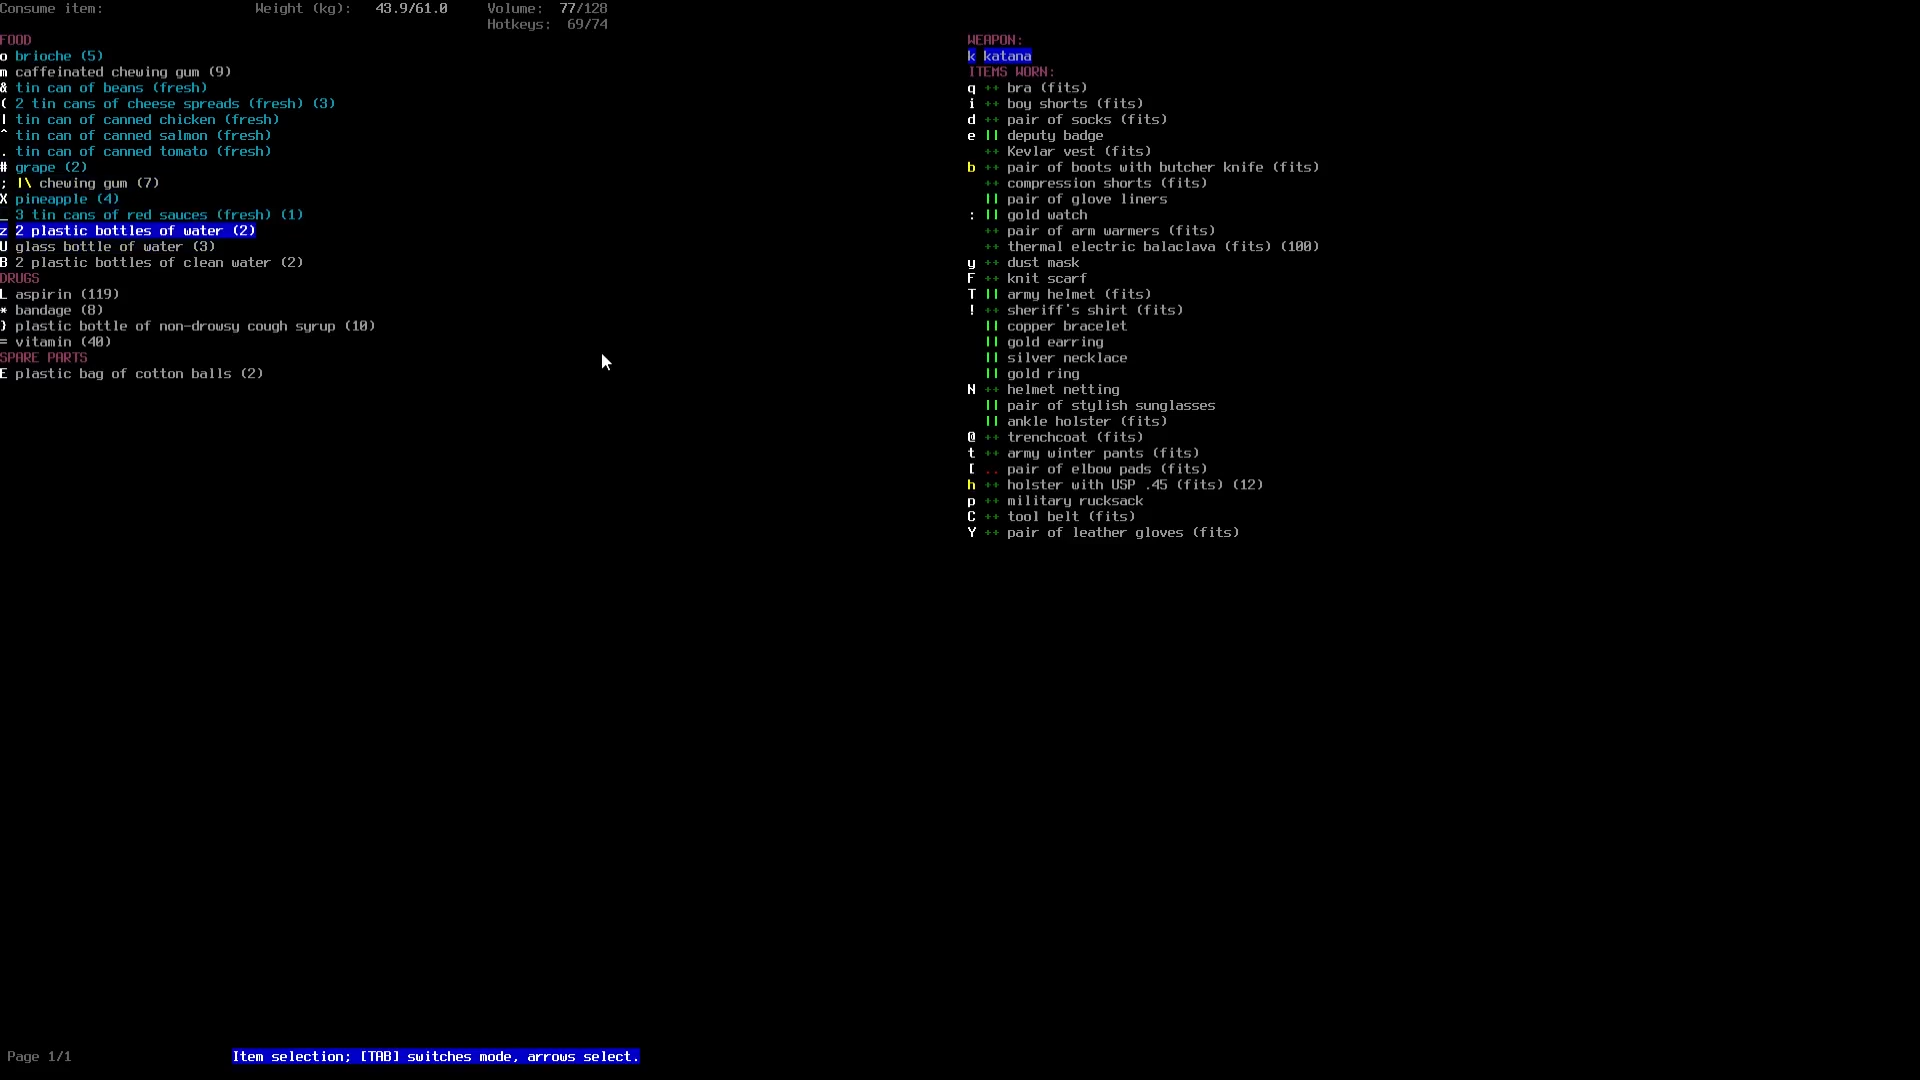 Consume item: Weight (kg): 43.9/61.0 Volume: 77/128
Hotkeys: 69/74
FOOD
o brioche (5)
m caffeinated chewing gum (9)
& tin can of beans (fresh)
( 2 tin cans of cheese spreads (fresh) (3)
| tin can of canned chicken (fresh)
^ tin can of canned salmon (fresh)
. tin can of canned tomato (fresh)
# grape (2)
; |\ chewing gum (7)
X pineapple (4)
_ 3 tin cans of red sauces (fresh) (1)
z 2 plastic bottles of water (2)
U glass bottle of water (3)
B 2 plastic bottles of clean water (2)
DRUGS
L aspirin (119)
* bandage (8)
} plastic bottle of non-drowsy cough syrup (10)
= vitamin (40)
SPARE PARTS
E plastic bag of cotton balls (2)
WEAPON:
k katana
ITEMS WORN:
q ++ bra (fits)
i ++ boy shorts (fits)
d ++ pair of socks (fits)
e || deputy badge
++ Kevlar vest (fits)
b ++ pair of boots with butcher knife (fits)
++ compression shorts (fits)
|| pair of glove liners
: || gold watch
++ pair of arm warmers (fits)
++ thermal electric balaclava (fits) (100)
y ++ dust mask
F ++ knit scarf
T || army helmet (fits)
! ++ sheriff's shirt (fits)
|| copper bracelet
|| gold earring
|| silver necklace
|| gold ring
N ++ helmet netting
|| pair of stylish sunglasses
|| ankle holster (fits)
@ ++ trenchcoat (fits)
t ++ army winter pants (fits)
[ .. pair of elbow pads (fits)
h ++ holster with USP .45 (fits) (12)
p ++ military rucksack
C ++ tool belt (fits)
Y ++ pair of leather gloves (fits)
Page 1/1 Item selection; [TAB] switches mode, arrows select.